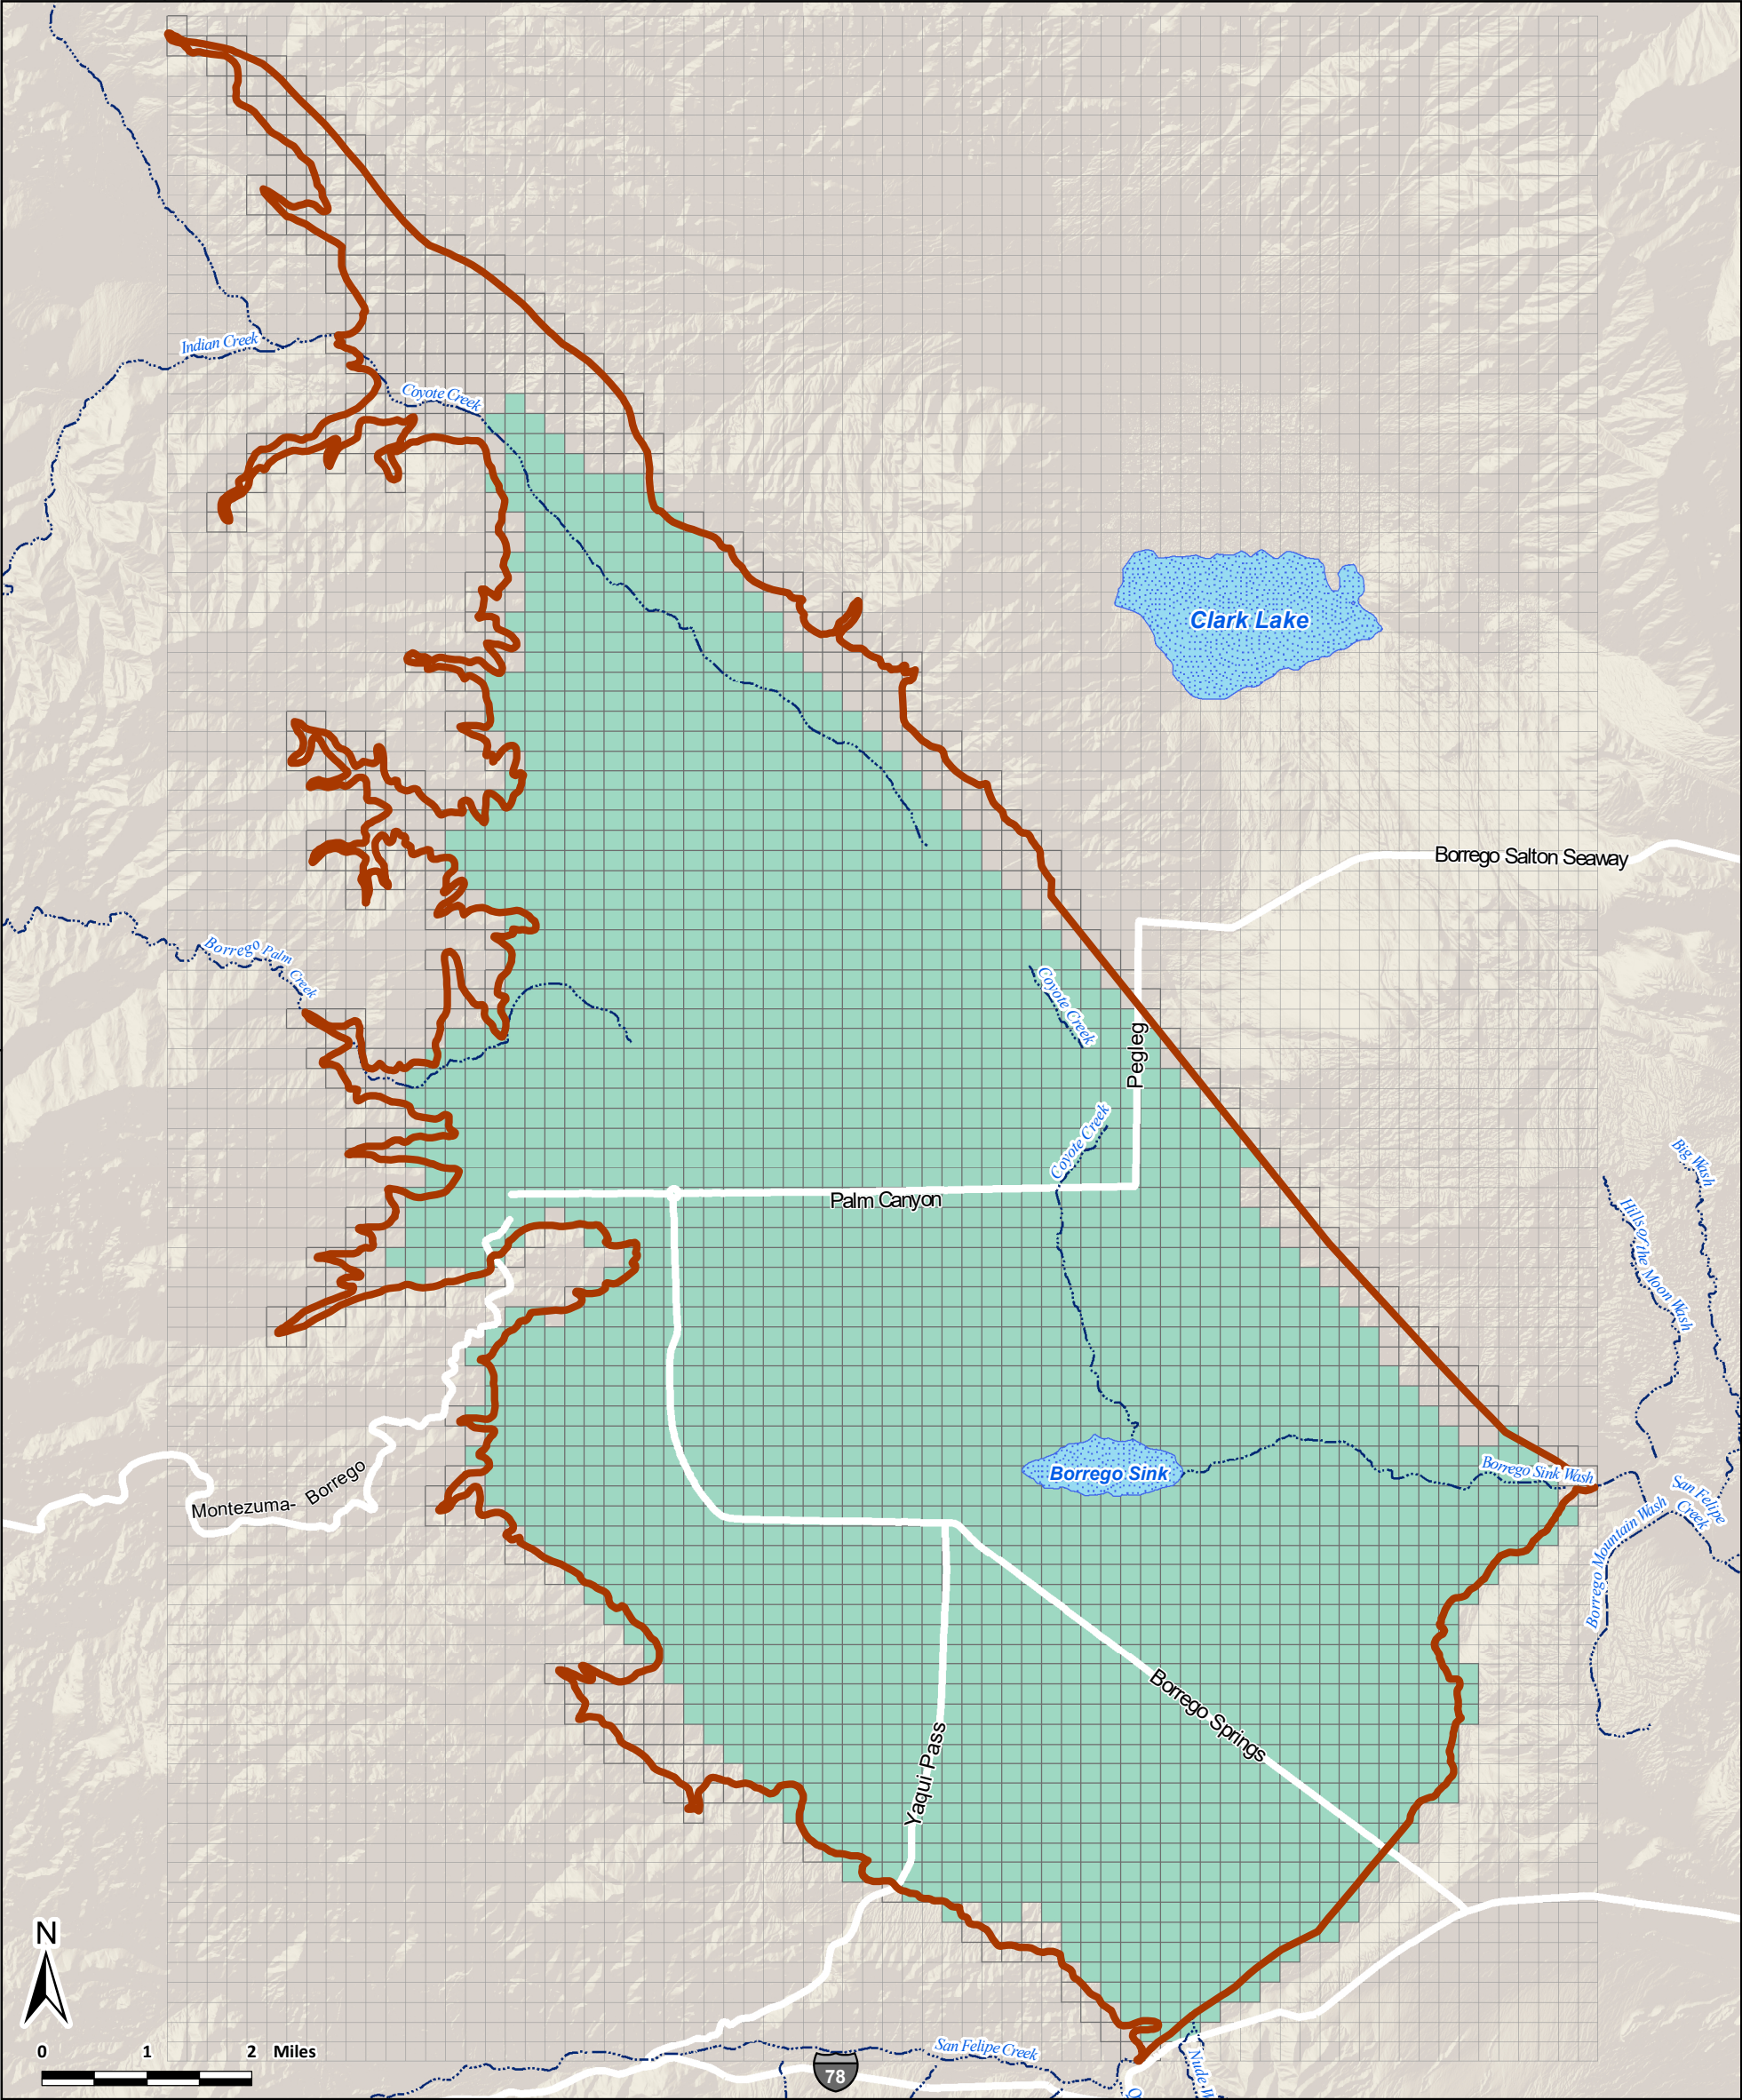 Indian Creek
Coyote Creek
Clark Lake
Borrego Salton Seaway
Borrego Palm Creek
Coyote Creek
Pegleg
Coyote Creek
Big Wash
Palm Canyon
Hills of the Moon Wash
Borrego Sink
Borrego Sink Wash
San Felipe
Creek
Montezuma- Borrego
Borrego Mountain Wash
Borrego Springs
Yaqui Pass
N
0 1 2 Miles
San Felipe Creek
78